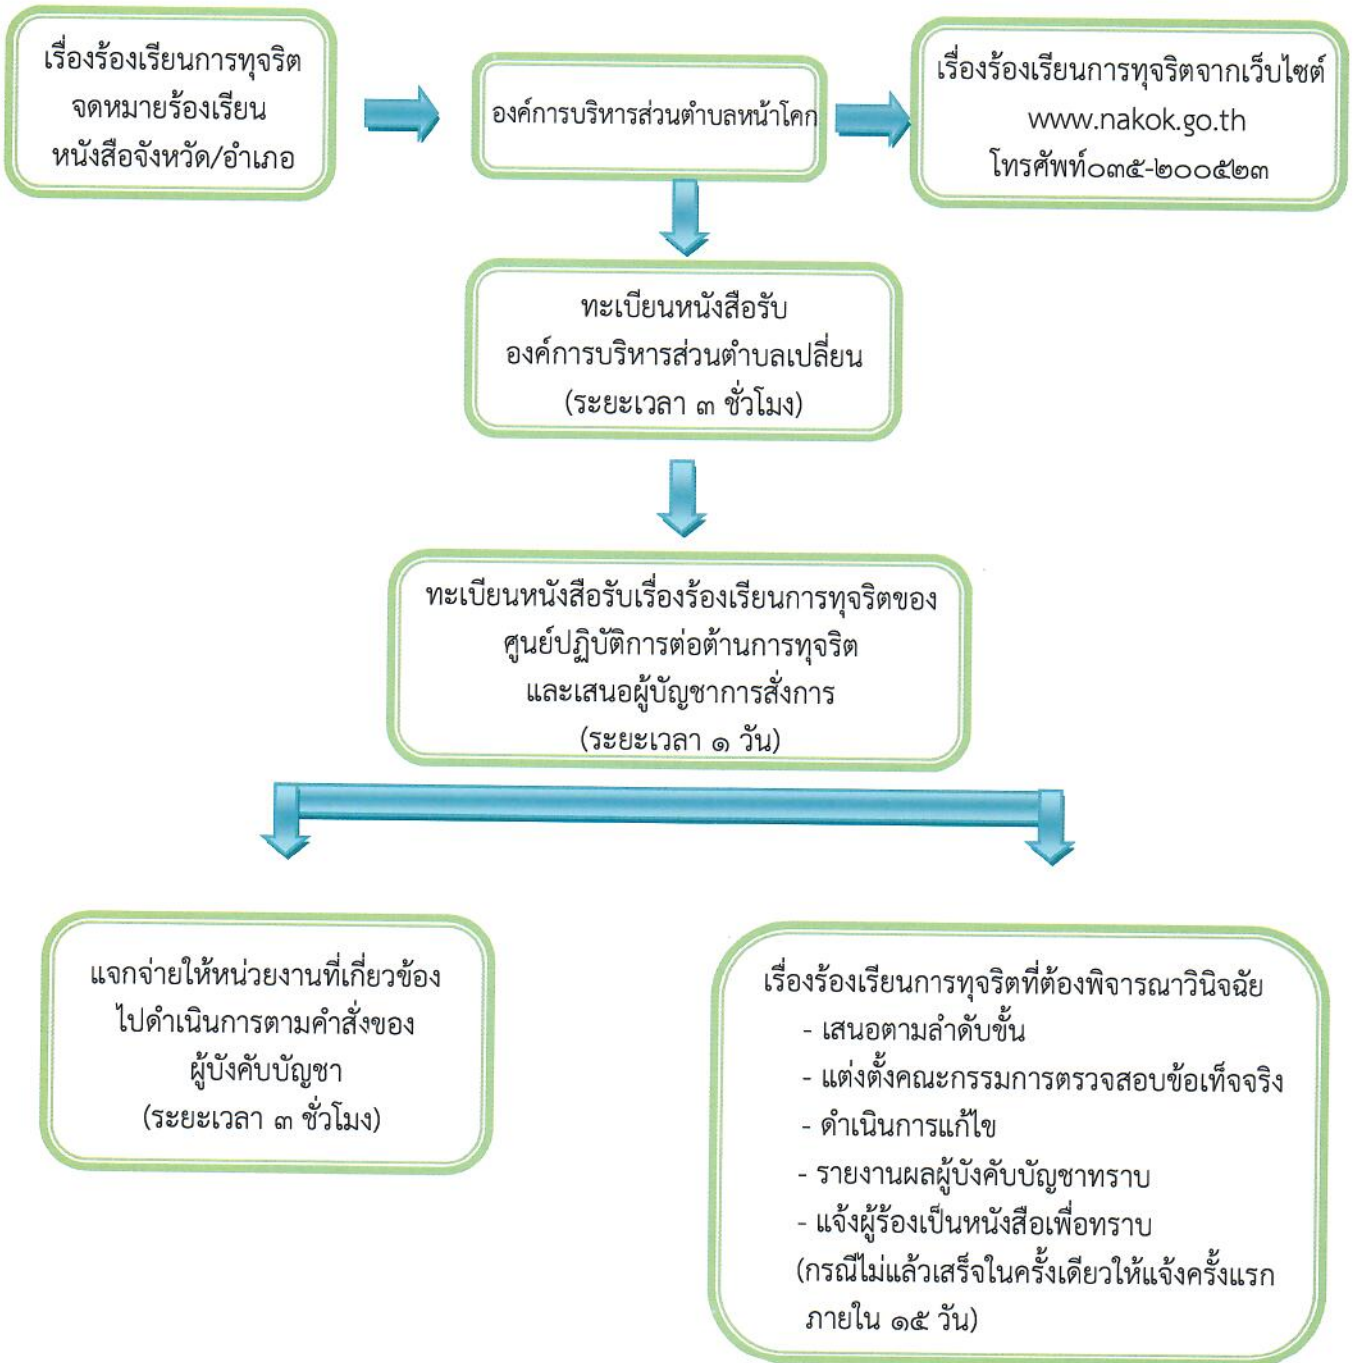 เรื่องร้องเรียนการทุจริต
จดหมายร้องเรียน
หนังสือจังหวัด/อำเภอ
องค์การบริหารส่วนตำบลหน้าโคก
เรื่องร้องเรียนการทุจริตจากเว็บไซต์
www.nakok.go.th
โทรศัพท์๐๓๕-๒๐๐๕๒๓
ทะเบียนหนังสือรับ
องค์การบริหารส่วนตำบลเปลี่ยน
(ระยะเวลา ๓ ชั่วโมง)
ทะเบียนหนังสือรับเรื่องร้องเรียนการทุจริตของ
ศูนย์ปฏิบัติการต่อต้านการทุจริต
และเสนอผู้บัญชาการสั่งการ
(ระยะเวลา ๑ วัน)
แจกจ่ายให้หน่วยงานที่เกี่ยวข้อง
ไปดำเนินการตามคำสั่งของ
ผู้บังคับบัญชา
(ระยะเวลา ๓ ชั่วโมง)
เรื่องร้องเรียนการทุจริตที่ต้องพิจารณาวินิจฉัย
- เสนอตามลำดับขั้น
- แต่งตั้งคณะกรรมการตรวจสอบข้อเท็จจริง
- ดำเนินการแก้ไข
- รายงานผลผู้บังคับบัญชาทราบ
- แจ้งผู้ร้องเป็นหนังสือเพื่อทราบ
(กรณีไม่แล้วเสร็จในครั้งเดียวให้แจ้งครั้งแรก
ภายใน ๑๕ วัน)